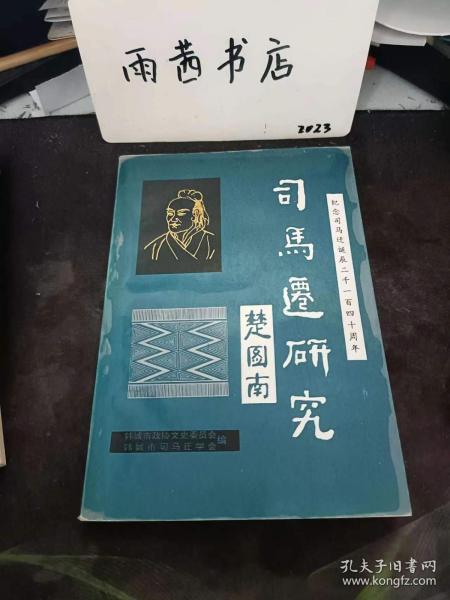 雨茜书店
2023
纪念司马迁诞辰二千一百四十周年
司馬遷研究
楚图南
韩城市政协文史委员会
韩城市司马迁学会
编
孔夫子旧书网
www.kongfz.com